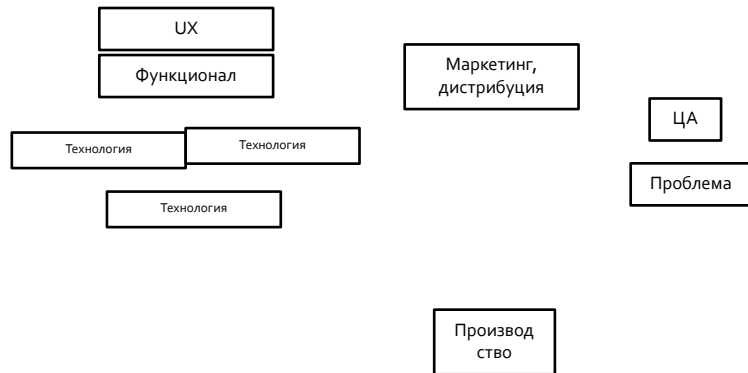 UX
Функционал
Маркетинг,
дистрибуция
ЦА
Технология
Технология
Проблема
Технология
Производ
ство